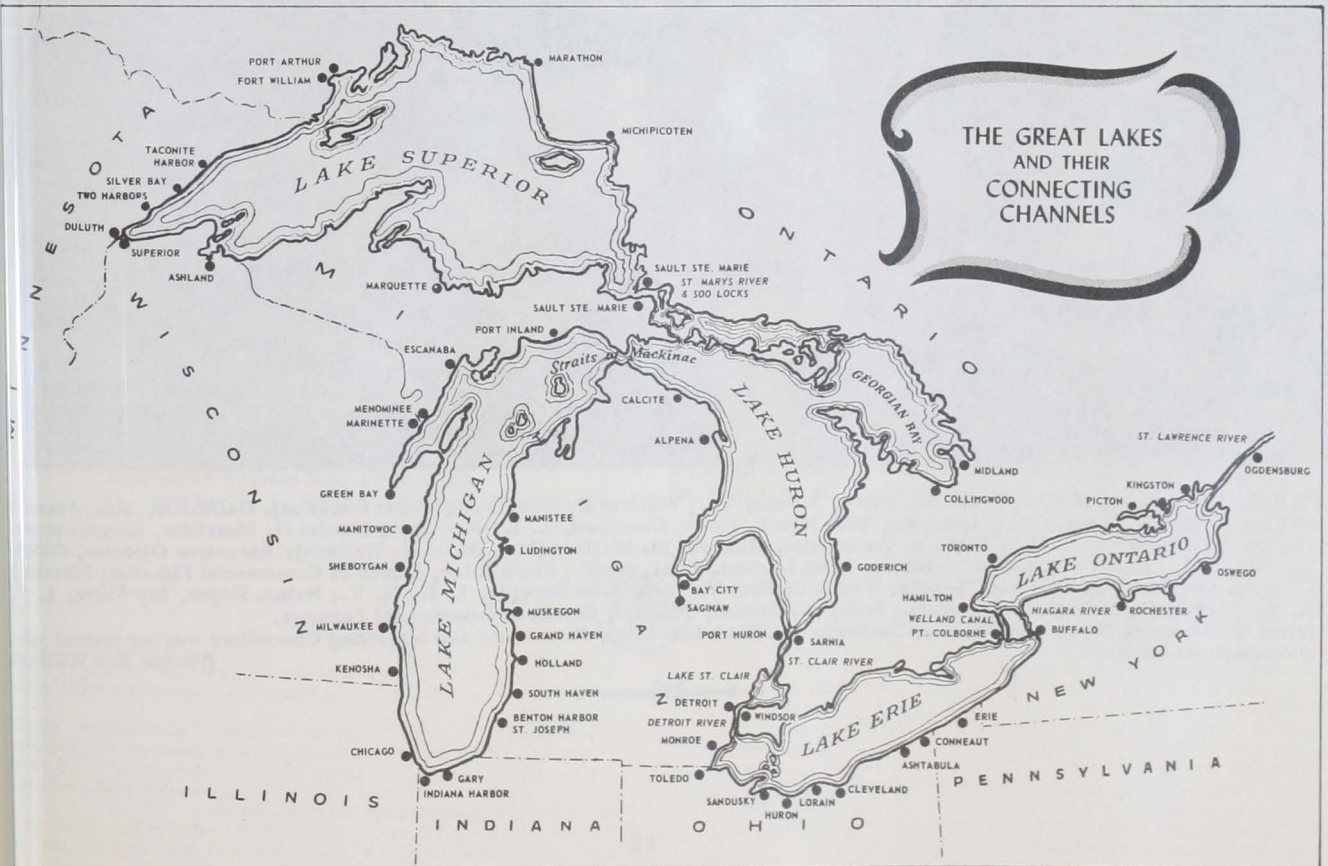 THE GREAT LAKES
AND THEIR
CONNECTING
CHANNELS
PORT ARTHUR
FORT WILLIAM
MARATHON
MICHIPICOTEN
TACONITE
HARBOR
SILVER BAY
TWO HARBORS
DULUTH
SUPERIOR
ASHLAND
MARQUETTE
LAKE SUPERIOR
MINNESOTA
WISCONSIN
MICHIGAN
ONTARIO
SAULT STE. MARIE
ST. MARYS RIVER
& SOO LOCKS
SAULT STE. MARIE
PORT INLAND
ESCANABA
Straits of Mackinac
MENOMINEE
MARINETTE
GREEN BAY
MANITOWOC
SHEBOYGAN
MILWAUKEE
KENOSHA
CHICAGO
GARY
INDIANA HARBOR
LAKE MICHIGAN
MANISTEE
LUDINGTON
MUSKEGON
GRAND HAVEN
HOLLAND
SOUTH HAVEN
BENTON HARBOR
ST. JOSEPH
CALCITE
ALPENA
LAKE HURON
GEORGIAN BAY
MIDLAND
COLLINGWOOD
GODERICH
BAY CITY
SAGINAW
PORT HURON
SARNIA
ST. CLAIR RIVER
LAKE ST. CLAIR
DETROIT
WINDSOR
DETROIT RIVER
MONROE
TOLEDO
SANDUSKY
HURON
LORAIN
CLEVELAND
ASHTABULA
CONNEAUT
ERIE
LAKE ERIE
BUFFALO
NIAGARA RIVER
WELLAND CANAL
PT. COLBORNE
HAMILTON
TORONTO
LAKE ONTARIO
ROCHESTER
OSWEGO
PICTON
KINGSTON
ST. LAWRENCE RIVER
OGDENSBURG
NEW YORK
PENNSYLVANIA
ILLINOIS
INDIANA
OHIO